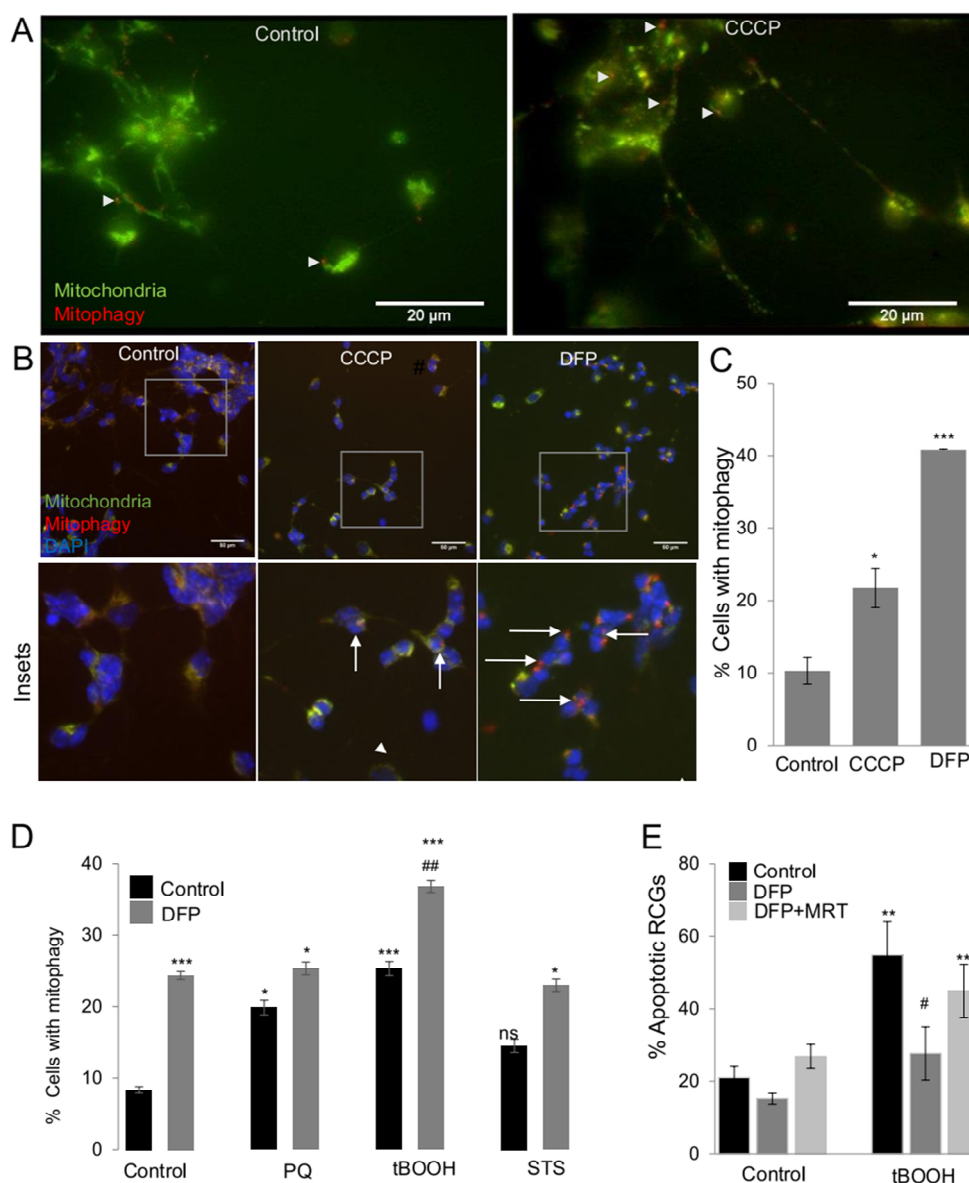 A
Control
CCCP
Mitochondria
Mitophagy
20 µm
20 µm
B
Control
CCCP
#
DFP
Mitochondria
Mitophagy
DAPI
50 µm
50 µm
50 µm
Insets
C
% Cells with mitophagy
50
40
30
20
10
0
***
*
Control CCCP DFP
D
% Cells with mitophagy
40
30
20
10
0
Control
DFP
***
*
*
***
***
##
ns
*
Control PQ tBOOH STS
E
% Apoptotic RCGs
80
60
40
20
0
Control
DFP
DFP+MRT
**
#
**
Control tBOOH